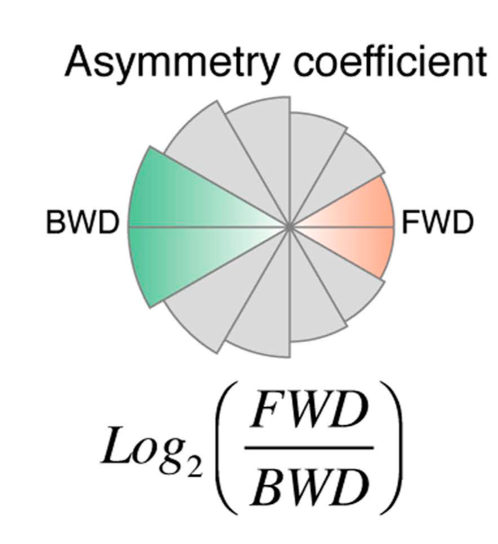 Asymmetry coefficient
BWD
FWD
Log₂(FWD/BWD)